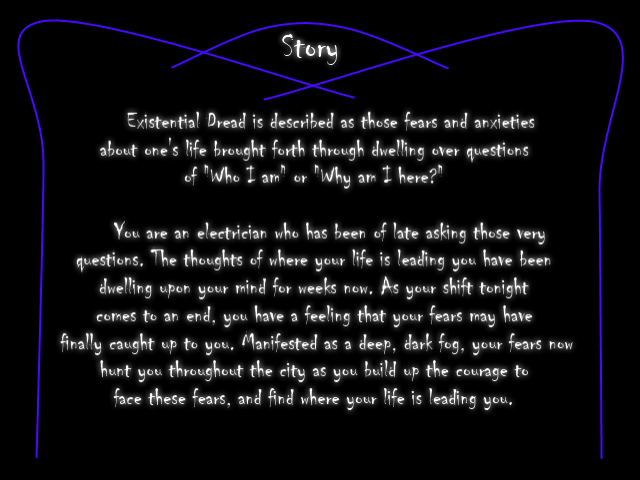 Story
Existential Dread is described as those fears and anxieties
about one's life brought forth through dwelling over questions
of "Who I am" or "Why am I here?"
You are an electrician who has been of late asking those very
questions. The thoughts of where your life is leading you have been
dwelling upon your mind for weeks now. As your shift tonight
comes to an end, you have a feeling that your fears may have
finally caught up to you. Manifested as a deep, dark fog, your fears now
hunt you throughout the city as you build up the courage to
face these fears, and find where your life is leading you.